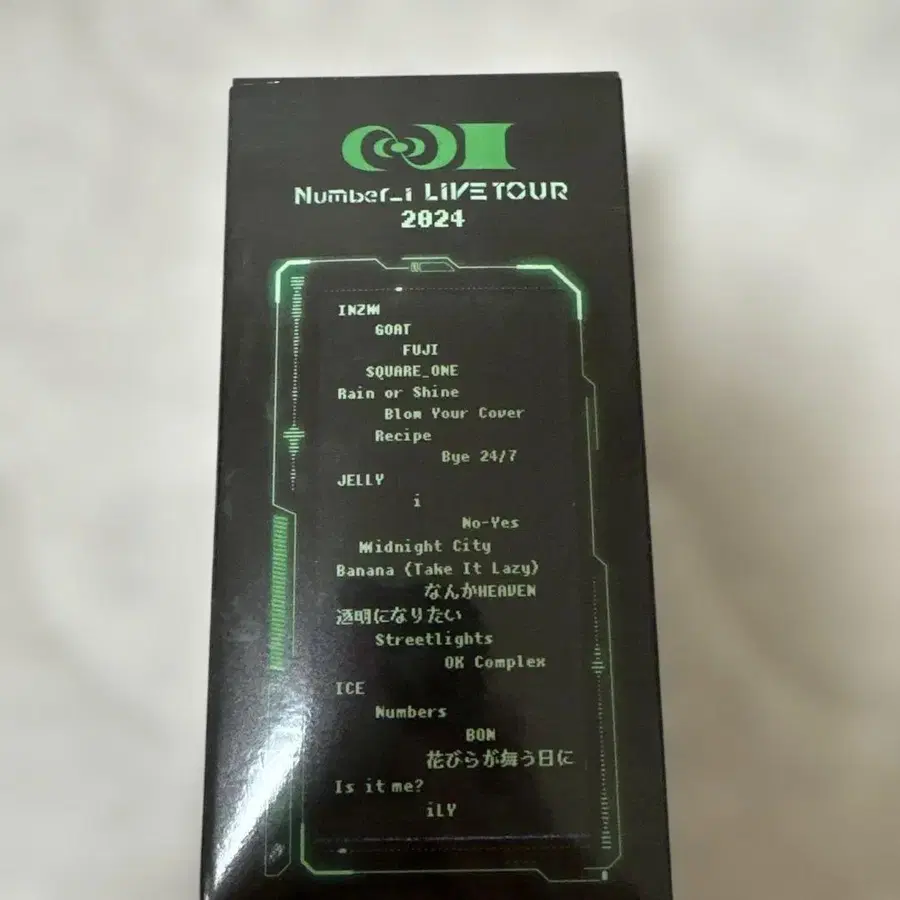 Number_i LIVE TOUR
2024
INZM
GOAT
FUJI
SQUARE_ONE
Rain or Shine
Blow Your Cover
Recipe
Bye 24/7
JELLY
i
No-Yes
Midnight City
Banana (Take It Lazy)
なんかHEAVEN
透明になりたい
Streetlights
OK Complex
ICE
Numbers
BON
花びらが舞う日に
Is it me?
iLY